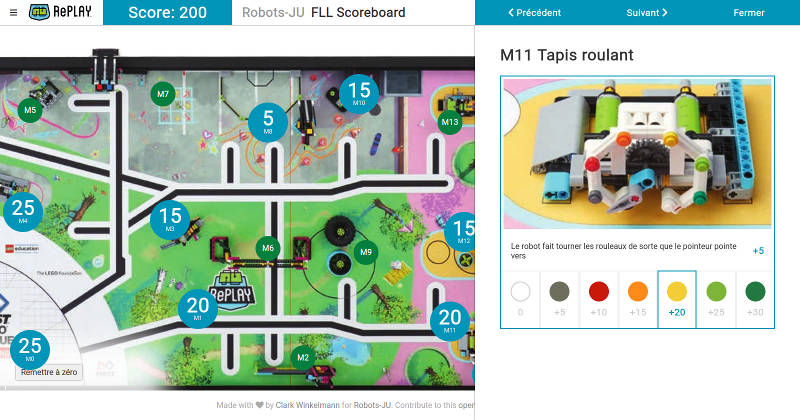 RePLAY
Score: 200
Robots-JU FLL Scoreboard
Précédent
Suivant
Fermer
M11 Tapis roulant
M5
M7
15
M10
5
M8
M13
25
M4
15
M3
M6
M9
15
M12
education
The LEGO Foundation
RePLAY
20
M1
20
M11
25
M0
M2
Remettre à zéro
Made with by Clark Winkelmann for Robots-JU. Contribute to this oper
Le robot fait tourner les rouleaux de sorte que le pointeur pointe
vers
+5
0 +5 +10 +15 +20 +25 +30